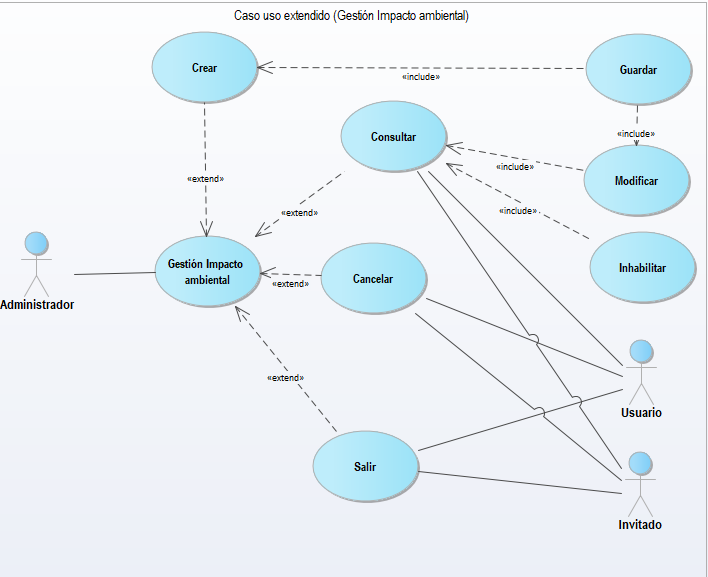 Caso uso extendido (Gestión Impacto ambiental)
Crear
Guardar
«include»
Consultar
«include»
«include»
Modificar
«extend»
«include»
«extend»
Gestión Impacto
ambiental
Cancelar
Inhabilitar
«extend»
Administrador
«extend»
Usuario
Salir
Invitado